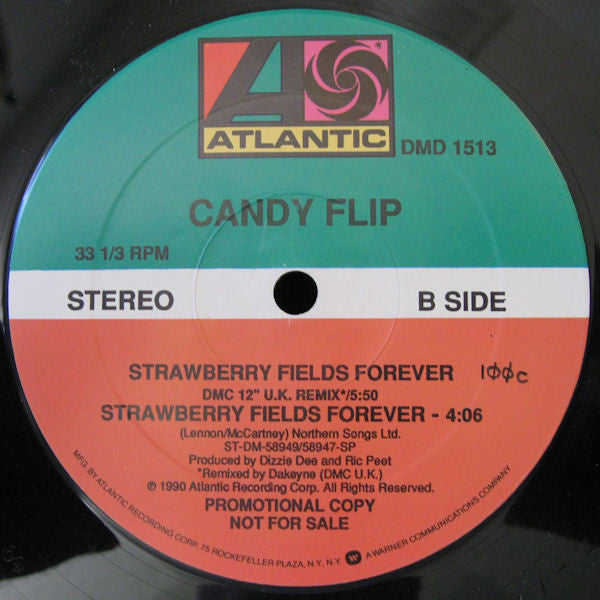 ATLANTIC
DMD 1513
CANDY FLIP
33 1/3 RPM
STEREO
B SIDE
STRAWBERRY FIELDS FOREVER
DMC 12" U.K. REMIX*/5:50
STRAWBERRY FIELDS FOREVER - 4:06
(Lennon/McCartney) Northern Songs Ltd.
ST-DM-58949/58947-SP
Produced by Dizzie Dee and Ric Peet
*Remixed by Dakeyne (DMC U.K.)
℗ 1990 Atlantic Recording Corp. All Rights Reserved.
PROMOTIONAL COPY
NOT FOR SALE
MFG. BY ATLANTIC RECORDING CORP. 75 ROCKEFELLER PLAZA, N.Y., N.Y. A WARNER COMMUNICATIONS COMPANY